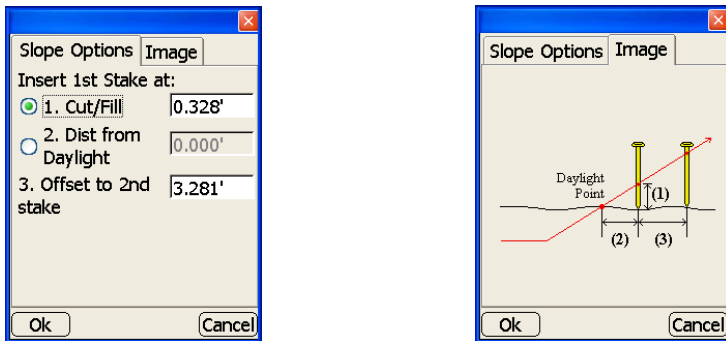 Slope Options
Image
Insert 1st Stake at:
1. Cut/Fill
0.328'
2. Dist from
Daylight
0.000'
3. Offset to 2nd
stake
3.281'
Ok
Cancel
Slope Options
Image
Daylight
Point
(1)
(2)
(3)
Ok
Cancel